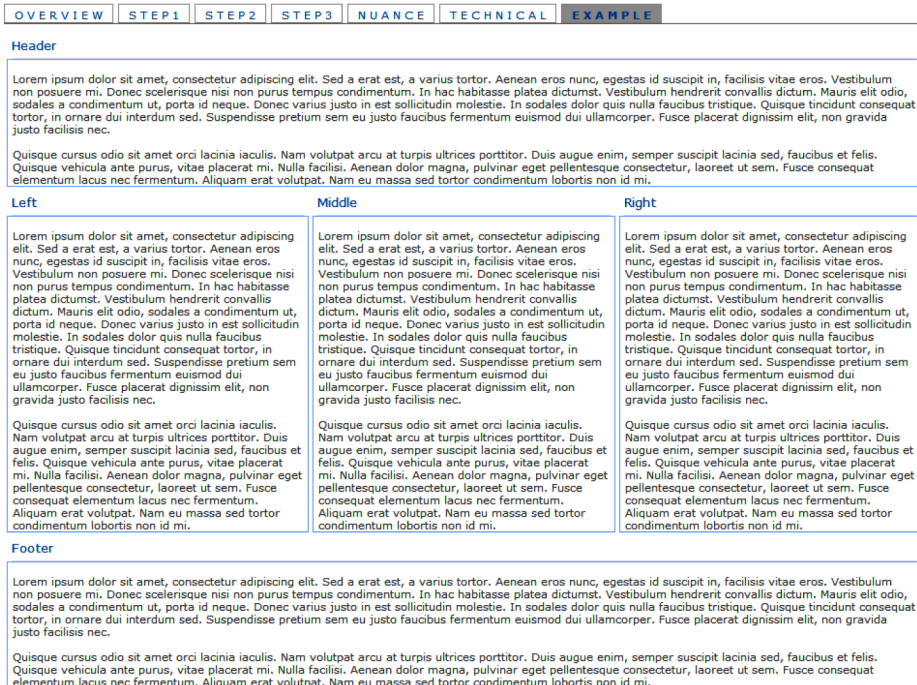 OVERVIEW STEP1 STEP2 STEP3 NUANCE TECHNICAL EXAMPLE
Header
Lorem ipsum dolor sit amet, consectetur adipiscing elit. Sed a erat est, a varius tortor. Aenean eros nunc, egestas id suscipit in, facilisis vitae eros. Vestibulum
non posuere mi. Donec scelerisque nisi non purus tempus condimentum. In hac habitasse platea dictumst. Vestibulum hendrerit convallis dictum. Mauris elit odio,
sodales a condimentum ut, porta id neque. Donec varius justo in est sollicitudin molestie. In sodales dolor quis nulla faucibus tristique. Quisque tincidunt consequat
tortor, in ornare dui interdum sed. Suspendisse pretium sem eu justo faucibus fermentum euismod dui ullamcorper. Fusce placerat dignissim elit, non gravida
justo facilisis nec.
Quisque cursus odio sit amet orci lacinia iaculis. Nam volutpat arcu at turpis ultrices porttitor. Duis augue enim, semper suscipit lacinia sed, faucibus et felis.
Quisque vehicula ante purus, vitae placerat mi. Nulla facilisi. Aenean dolor magna, pulvinar eget pellentesque consectetur, laoreet ut sem. Fusce consequat
elementum lacus nec fermentum. Aliquam erat volutpat. Nam eu massa sed tortor condimentum lobortis non id mi.
Left
Lorem ipsum dolor sit amet, consectetur adipiscing
elit. Sed a erat est, a varius tortor. Aenean eros
nunc, egestas id suscipit in, facilisis vitae eros.
Vestibulum non posuere mi. Donec scelerisque nisi
non purus tempus condimentum. In hac habitasse
platea dictumst. Vestibulum hendrerit convallis
dictum. Mauris elit odio, sodales a condimentum ut,
porta id neque. Donec varius justo in est sollicitudin
molestie. In sodales dolor quis nulla faucibus
tristique. Quisque tincidunt consequat tortor, in
ornare dui interdum sed. Suspendisse pretium sem
eu justo faucibus fermentum euismod dui
ullamcorper. Fusce placerat dignissim elit, non
gravida justo facilisis nec.
Quisque cursus odio sit amet orci lacinia iaculis.
Nam volutpat arcu at turpis ultrices porttitor. Duis
augue enim, semper suscipit lacinia sed, faucibus et
felis. Quisque vehicula ante purus, vitae placerat
mi. Nulla facilisi. Aenean dolor magna, pulvinar eget
pellentesque consectetur, laoreet ut sem. Fusce
consequat elementum lacus nec fermentum.
Aliquam erat volutpat. Nam eu massa sed tortor
condimentum lobortis non id mi.
Middle
Lorem ipsum dolor sit amet, consectetur adipiscing
elit. Sed a erat est, a varius tortor. Aenean eros
nunc, egestas id suscipit in, facilisis vitae eros.
Vestibulum non posuere mi. Donec scelerisque nisi
non purus tempus condimentum. In hac habitasse
platea dictumst. Vestibulum hendrerit convallis
dictum. Mauris elit odio, sodales a condimentum ut,
porta id neque. Donec varius justo in est sollicitudin
molestie. In sodales dolor quis nulla faucibus
tristique. Quisque tincidunt consequat tortor, in
ornare dui interdum sed. Suspendisse pretium sem
eu justo faucibus fermentum euismod dui
ullamcorper. Fusce placerat dignissim elit, non
gravida justo facilisis nec.
Quisque cursus odio sit amet orci lacinia iaculis.
Nam volutpat arcu at turpis ultrices porttitor. Duis
augue enim, semper suscipit lacinia sed, faucibus et
felis. Quisque vehicula ante purus, vitae placerat
mi. Nulla facilisi. Aenean dolor magna, pulvinar eget
pellentesque consectetur, laoreet ut sem. Fusce
consequat elementum lacus nec fermentum.
Aliquam erat volutpat. Nam eu massa sed tortor
condimentum lobortis non id mi.
Right
Lorem ipsum dolor sit amet, consectetur adipiscing
elit. Sed a erat est, a varius tortor. Aenean eros
nunc, egestas id suscipit in, facilisis vitae eros.
Vestibulum non posuere mi. Donec scelerisque nisi
non purus tempus condimentum. In hac habitasse
platea dictumst. Vestibulum hendrerit convallis
dictum. Mauris elit odio, sodales a condimentum ut,
porta id neque. Donec varius justo in est sollicitudin
molestie. In sodales dolor quis nulla faucibus
tristique. Quisque tincidunt consequat tortor, in
ornare dui interdum sed. Suspendisse pretium sem
eu justo faucibus fermentum euismod dui
ullamcorper. Fusce placerat dignissim elit, non
gravida justo facilisis nec.
Quisque cursus odio sit amet orci lacinia iaculis.
Nam volutpat arcu at turpis ultrices porttitor. Duis
augue enim, semper suscipit lacinia sed, faucibus et
felis. Quisque vehicula ante purus, vitae placerat
mi. Nulla facilisi. Aenean dolor magna, pulvinar eget
pellentesque consectetur, laoreet ut sem. Fusce
consequat elementum lacus nec fermentum.
Aliquam erat volutpat. Nam eu massa sed tortor
condimentum lobortis non id mi.
Footer
Lorem ipsum dolor sit amet, consectetur adipiscing elit. Sed a erat est, a varius tortor. Aenean eros nunc, egestas id suscipit in, facilisis vitae eros. Vestibulum
non posuere mi. Donec scelerisque nisi non purus tempus condimentum. In hac habitasse platea dictumst. Vestibulum hendrerit convallis dictum. Mauris elit odio,
sodales a condimentum ut, porta id neque. Donec varius justo in est sollicitudin molestie. In sodales dolor quis nulla faucibus tristique. Quisque tincidunt consequat
tortor, in ornare dui interdum sed. Suspendisse pretium sem eu justo faucibus fermentum euismod dui ullamcorper. Fusce placerat dignissim elit, non gravida
justo facilisis nec.
Quisque cursus odio sit amet orci lacinia iaculis. Nam volutpat arcu at turpis ultrices porttitor. Duis augue enim, semper suscipit lacinia sed, faucibus et felis.
Quisque vehicula ante purus, vitae placerat mi. Nulla facilisi. Aenean dolor magna, pulvinar eget pellentesque consectetur, laoreet ut sem. Fusce consequat
elementum lacus nec fermentum. Aliquam erat volutpat. Nam eu massa sed tortor condimentum lobortis non id mi.